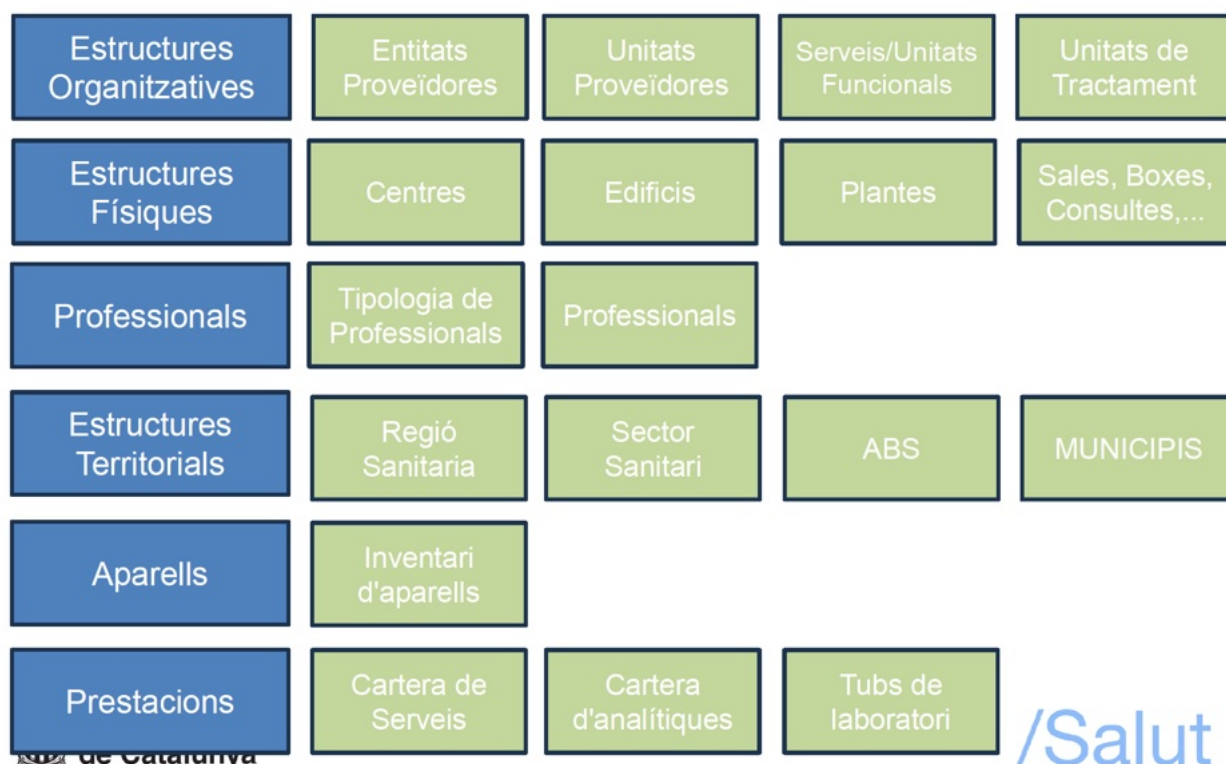 Estructures
Organitzatives
Entitats
Proveïdores
Unitats
Proveïdores
Serveis/Unitats
Funcionals
Unitats de
Tractament
Estructures
Físiques
Centres
Edificis
Plantes
Sales, Boxes,
Consultes,...
Professionals
Tipologia de
Professionals
Professionals
Estructures
Territorials
Regió
Sanitaria
Sector
Sanitari
ABS
MUNICIPIS
Aparells
Inventari
d'aparells
Prestacions
Cartera de
Serveis
Cartera
d'analítiques
Tubs de
laboratori
de Catalunya
/Salut